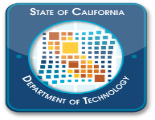 STATE OF CALIFORNIA
DEPARTMENT OF TECHNOLOGY